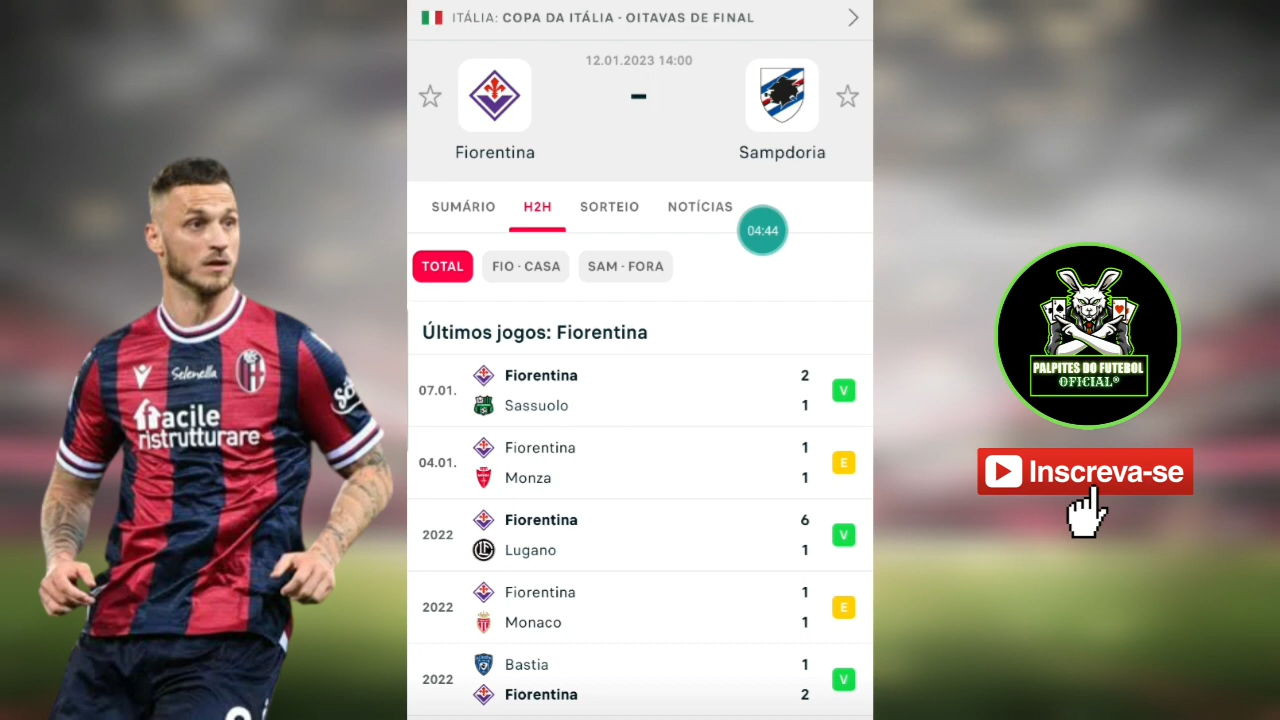 ITÁLIA: COPA DA ITÁLIA - OITAVAS DE FINAL
12.01.2023 14:00
-
Fiorentina
Sampdoria
SUMÁRIO H2H SORTEIO NOTÍCIAS
04:44
TOTAL FIO - CASA SAM - FORA
Últimos jogos: Fiorentina
07.01. Fiorentina 2 V
Sassuolo 1
04.01. Fiorentina 1 E
Monza 1
2022 Fiorentina 6 V
Lugano 1
2022 Fiorentina 1 E
Monaco 1
2022 Bastia 1 V
Fiorentina 2
Selenella
facile
ristrutturare
PALPITES DO FUTEBOL
OFICIAL®
Inscreva-se